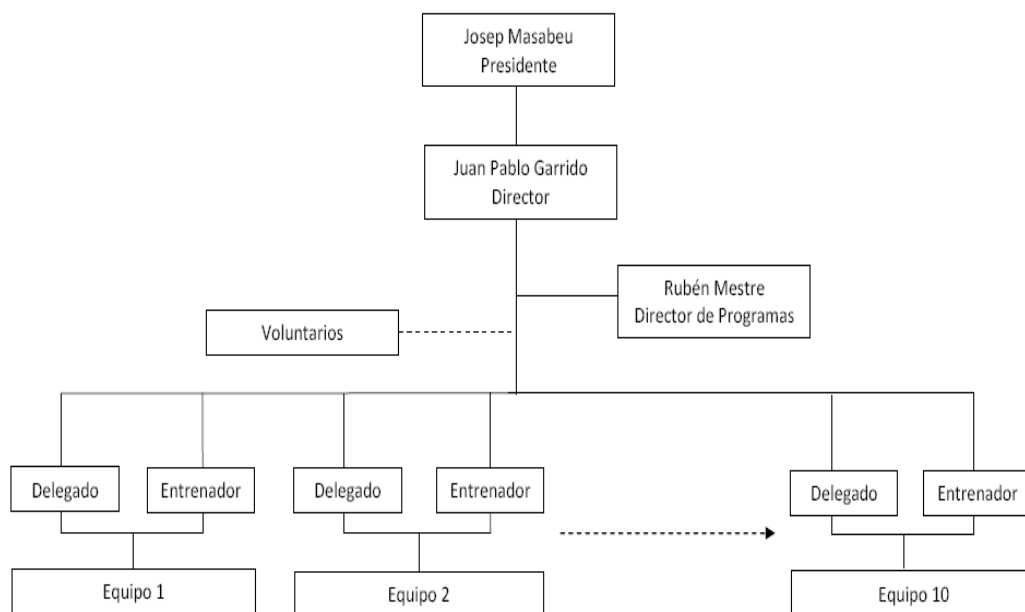 Josep Masabeu
Presidente
Juan Pablo Garrido
Director
Rubén Mestre
Director de Programas
Voluntarios
Delegado
Entrenador
Delegado
Entrenador
Delegado
Entrenador
Equipo 1
Equipo 2
Equipo 10